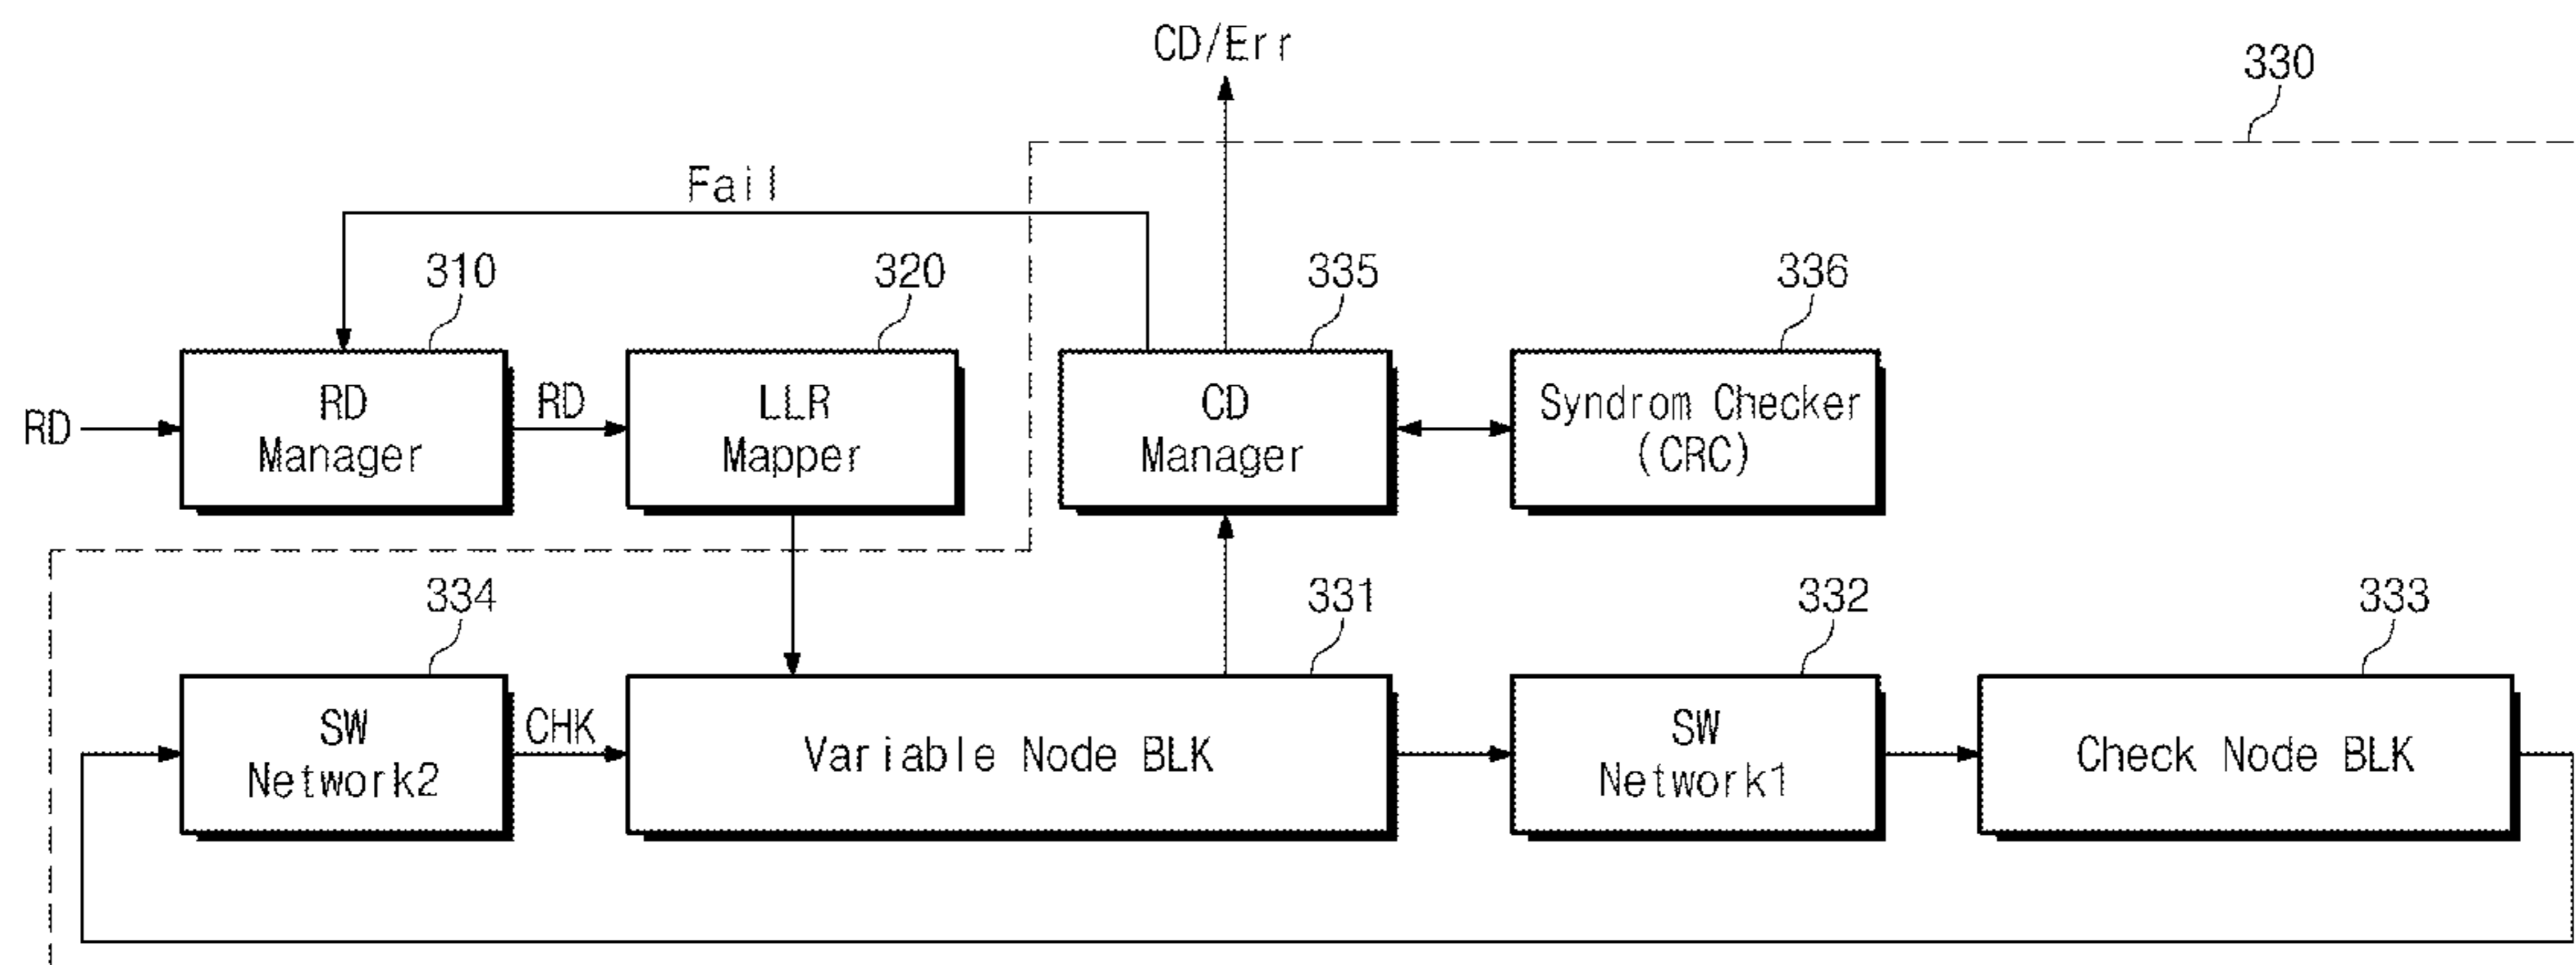 CD/Err
330
Fail
310
320
335
336
RD
RD
Manager
RD
LLR
Mapper
CD
Manager
Syndrom Checker
(CRC)
334
331
332
333
SW
Network2
CHK
Variable Node BLK
SW
Network1
Check Node BLK